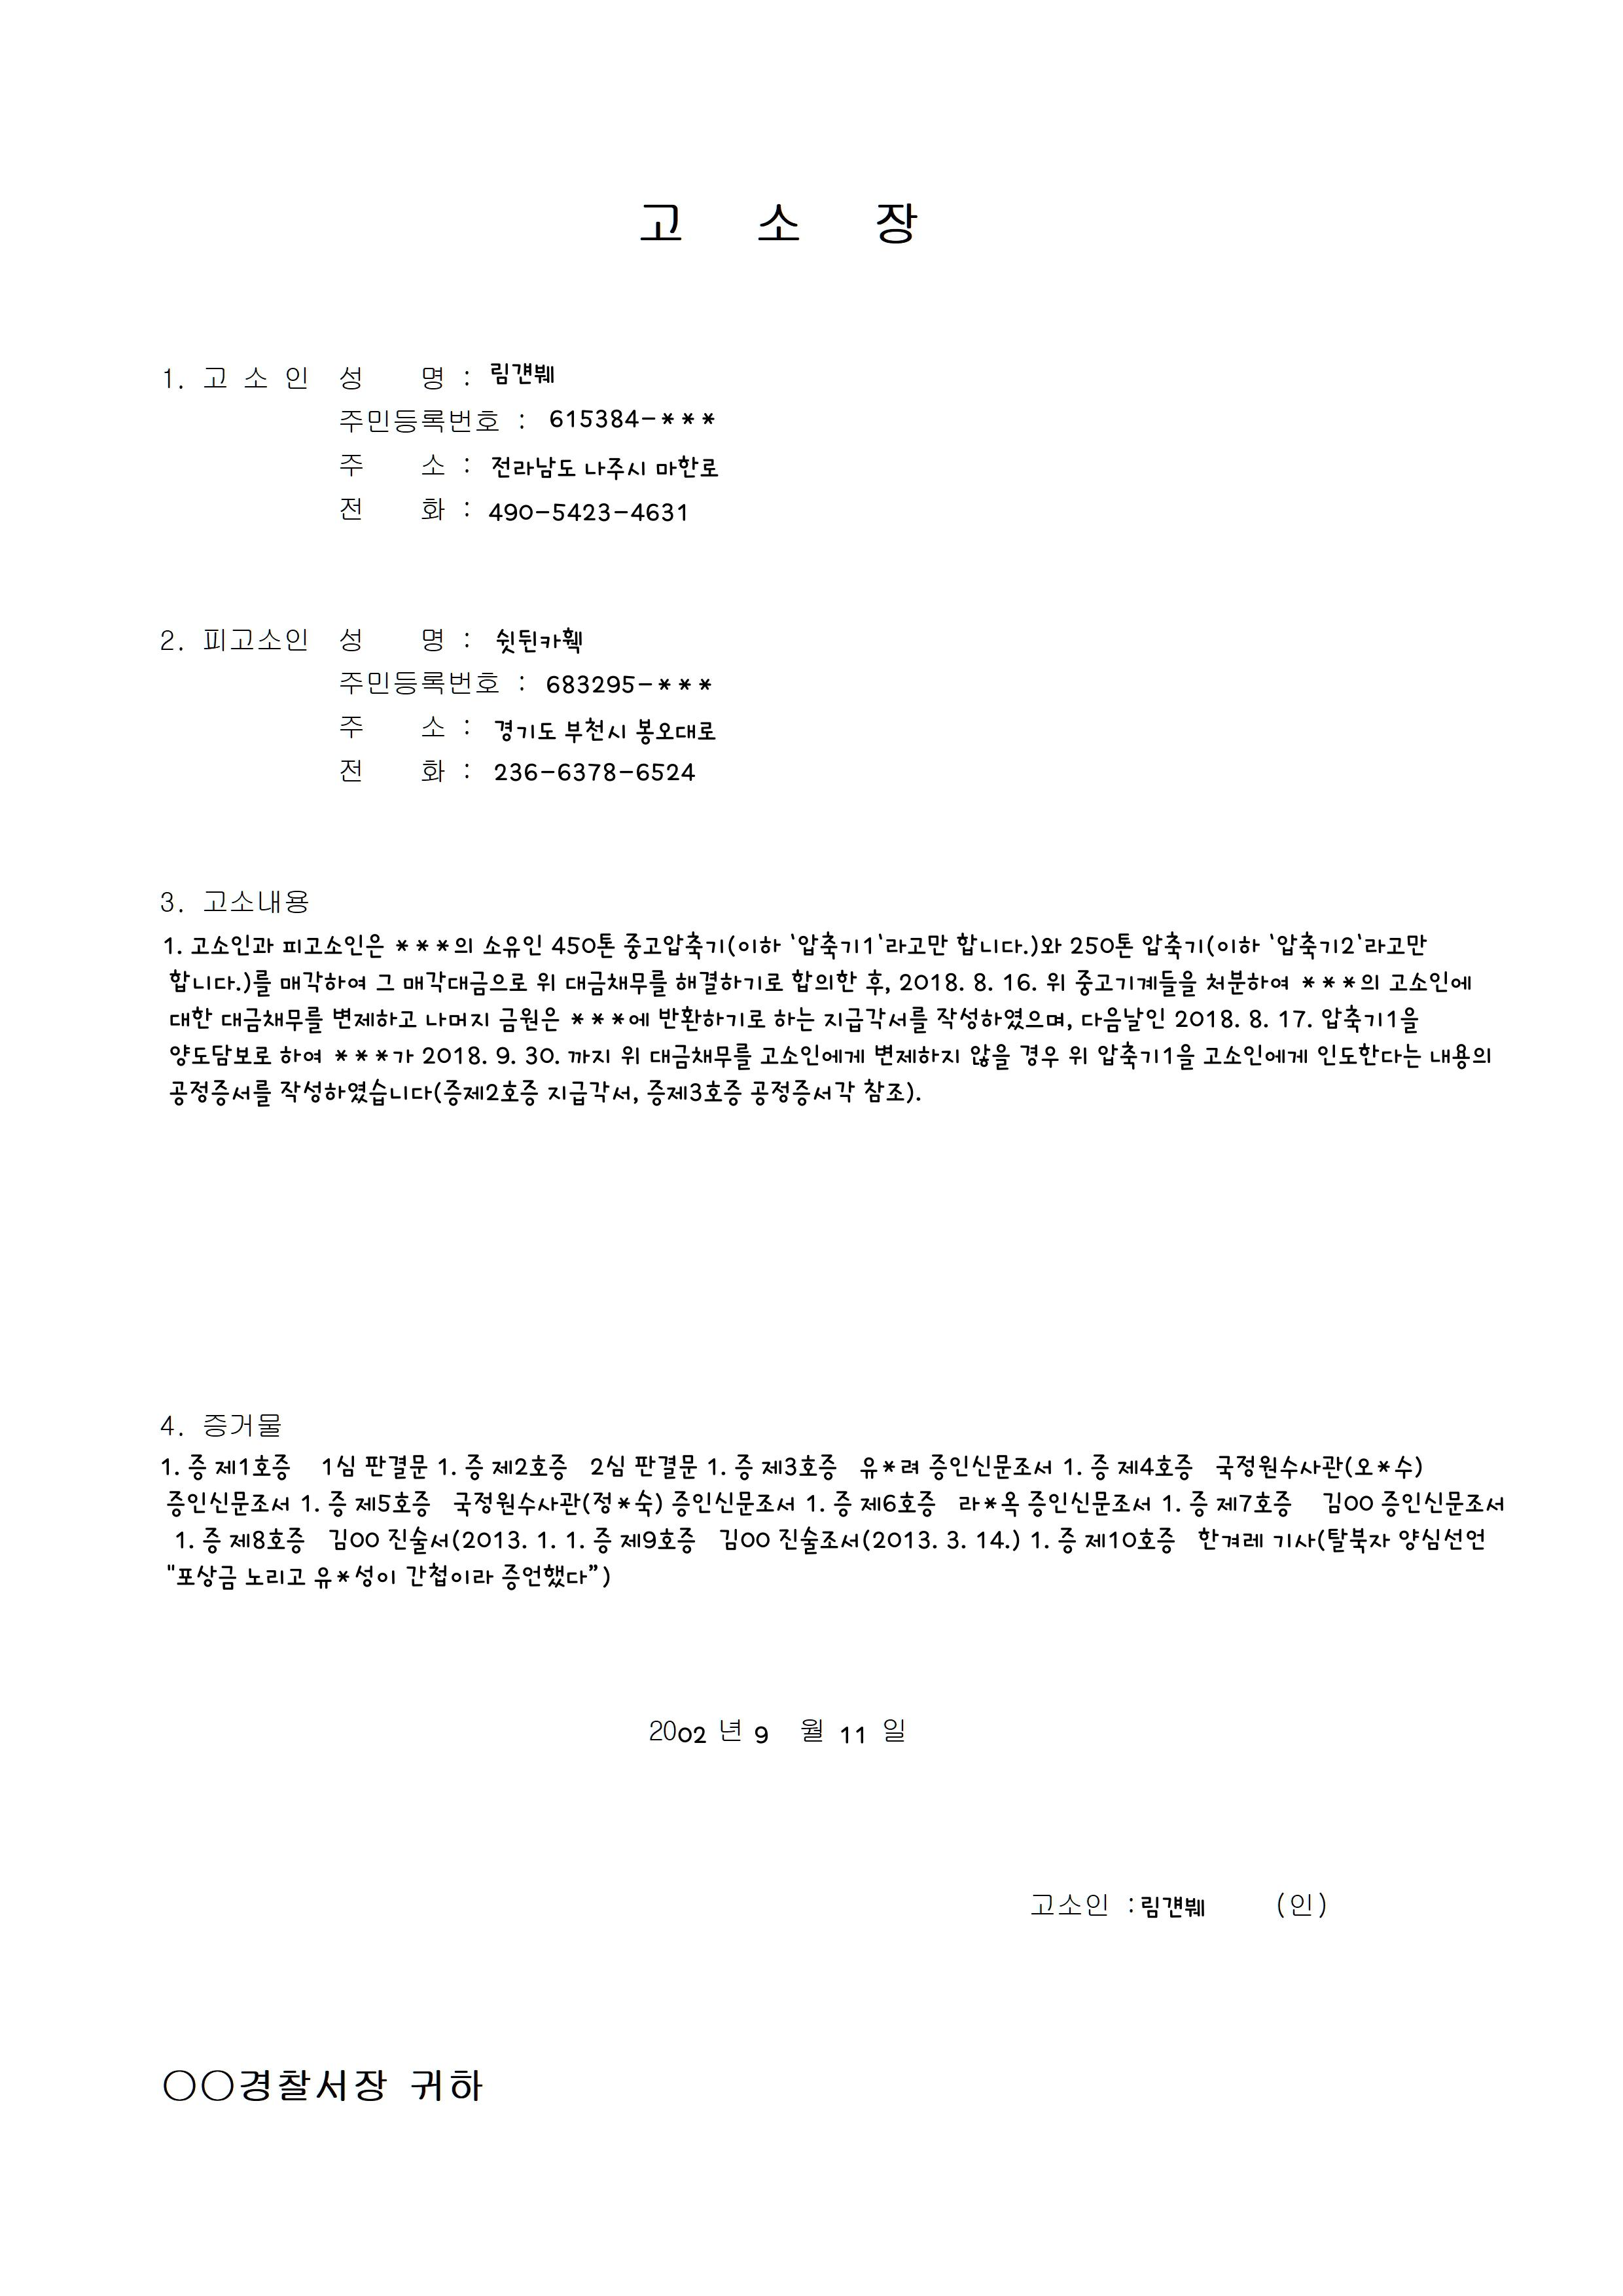 고 소 장
1. 고 소 인 성 명 : 림갠붸
주민등록번호 : 615384-***
주 소 : 전라남도 나주시 마한로
전 화 : 490-5423-4631
2. 피고소인 성 명 : 쉿뒨카훽
주민등록번호 : 683295-***
주 소 : 경기도 부천시 봉오대로
전 화 : 236-6378-6524
3. 고소내용
1. 고소인과 피고소인은 ***의 소유인 450톤 중고압축기(이하 '압축기1'라고만 합니다.)와 250톤 압축기(이하 '압축기2'라고만
합니다.)를 매각하여 그 매각대금으로 위 대금채무를 해결하기로 합의한 후, 2018. 8. 16. 위 중고기계들을 처분하여 ***의 고소인에
대한 대금채무를 변제하고 나머지 금원은 ***에 반환하기로 하는 지급각서를 작성하였으며, 다음날인 2018. 8. 17. 압축기1을
양도담보로 하여 ***가 2018. 9. 30. 까지 위 대금채무를 고소인에게 변제하지 않을 경우 위 압축기1을 고소인에게 인도한다는 내용의
공정증서를 작성하였습니다(증제2호증 지급각서, 증제3호증 공정증서각 참조).
4. 증거물
1. 증 제1호증 1심 판결문 1. 증 제2호증 2심 판결문 1. 증 제3호증 유*려 증인신문조서 1. 증 제4호증 국정원수사관(오*수)
증인신문조서 1. 증 제5호증 국정원수사관(정*숙) 증인신문조서 1. 증 제6호증 라*옥 증인신문조서 1. 증 제7호증 김OO 증인신문조서
1. 증 제8호증 김OO 진술서(2013. 1. 1. 증 제9호증 김OO 진술조서(2013. 3. 14.) 1. 증 제10호증 한겨레 기사(탈북자 양심선언
"포상금 노리고 유*성이 간첩이라 증언했다")
2002 년 9 월 11 일
고소인 : 림갠붸 (인)
○○경찰서장 귀하